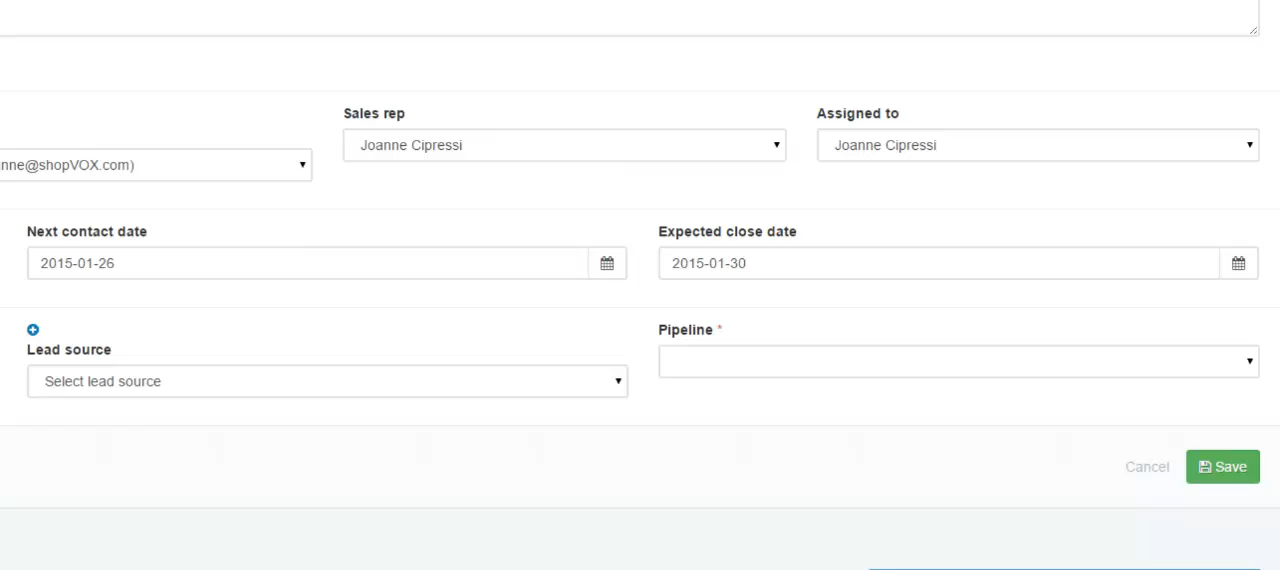 Sales rep
Assigned to
Joanne Cipressi
Joanne Cipressi
nne@shopVOX.com)
Next contact date
Expected close date
2015-01-26
2015-01-30
Lead source
Pipeline *
Select lead source
Cancel
Save